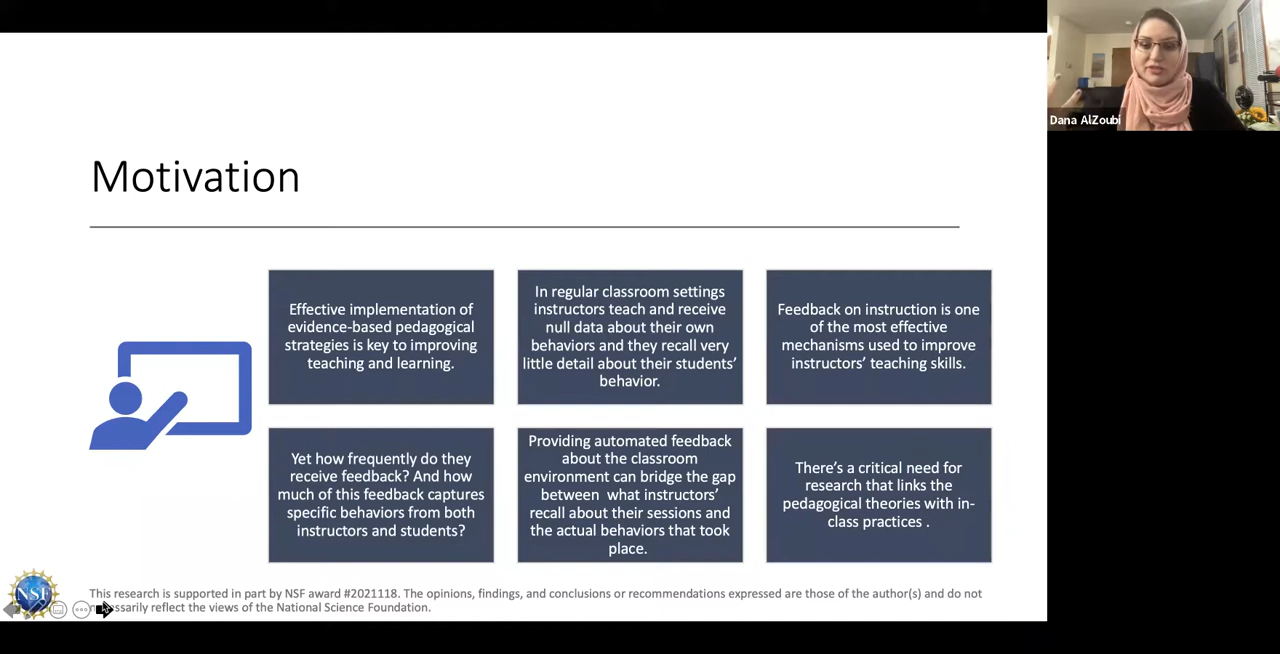 Dana AlZoubi
Motivation
Effective implementation of
evidence-based pedagogical
strategies is key to improving
teaching and learning.
In regular classroom settings
instructors teach and receive
null data about their own
behaviors and they recall very
little detail about their students’
behavior.
Feedback on instruction is one
of the most effective
mechanisms used to improve
instructors’ teaching skills.
Yet how frequently do they
receive feedback? And how
much of this feedback captures
specific behaviors from both
instructors and students?
Providing automated feedback
about the classroom
environment can bridge the gap
between what instructors’
recall about their sessions and
the actual behaviors that took
place.
There’s a critical need for
research that links the
pedagogical theories with in-
class practices .
NSF
This research is supported in part by NSF award #2021118. The opinions, findings, and conclusions or recommendations expressed are those of the author(s) and do not
necessarily reflect the views of the National Science Foundation.